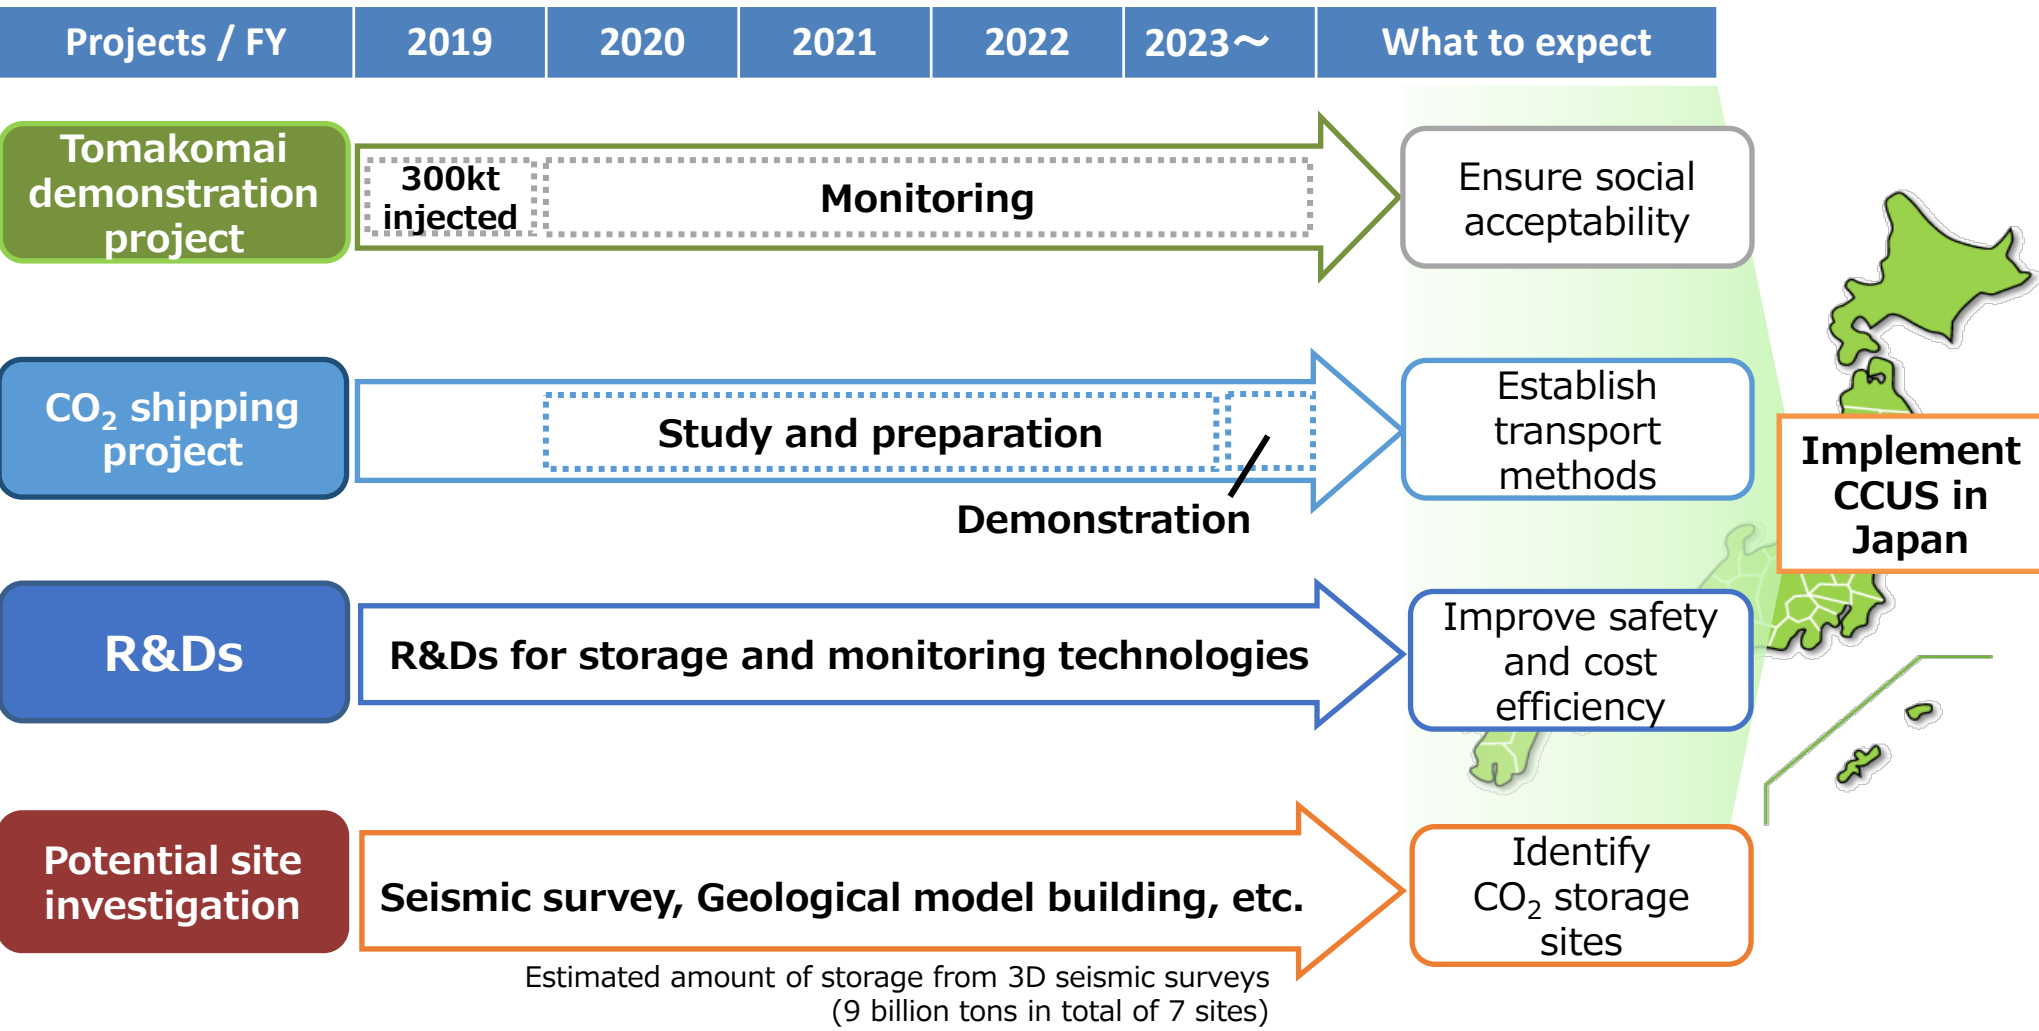 Projects / FY 2019 2020 2021 2022 2023～ What to expect
Tomakomai
demonstration
project
300kt
injected
Monitoring
Ensure social
acceptability
CO₂ shipping
project
Study and preparation
Demonstration
Establish
transport
methods
R&Ds
R&Ds for storage and monitoring technologies
Improve safety
and cost
efficiency
Potential site
investigation
Seismic survey, Geological model building, etc.
Estimated amount of storage from 3D seismic surveys
(9 billion tons in total of 7 sites)
Identify
CO₂ storage
sites
Implement
CCUS in
Japan